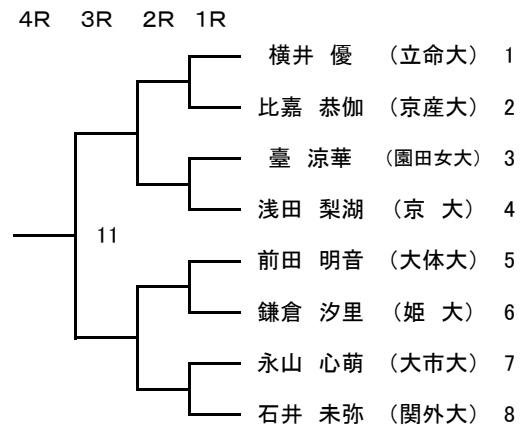 4R 3R 2R 1R
横井 優 （立命大） 1
比嘉 恭伽 （京産大） 2
臺 涼華 （園田女大） 3
浅田 梨湖 （京 大） 4
11
前田 明音 （大体大） 5
鎌倉 汐里 （姫 大） 6
永山 心萌 （大市大） 7
石井 未弥 （関外大） 8